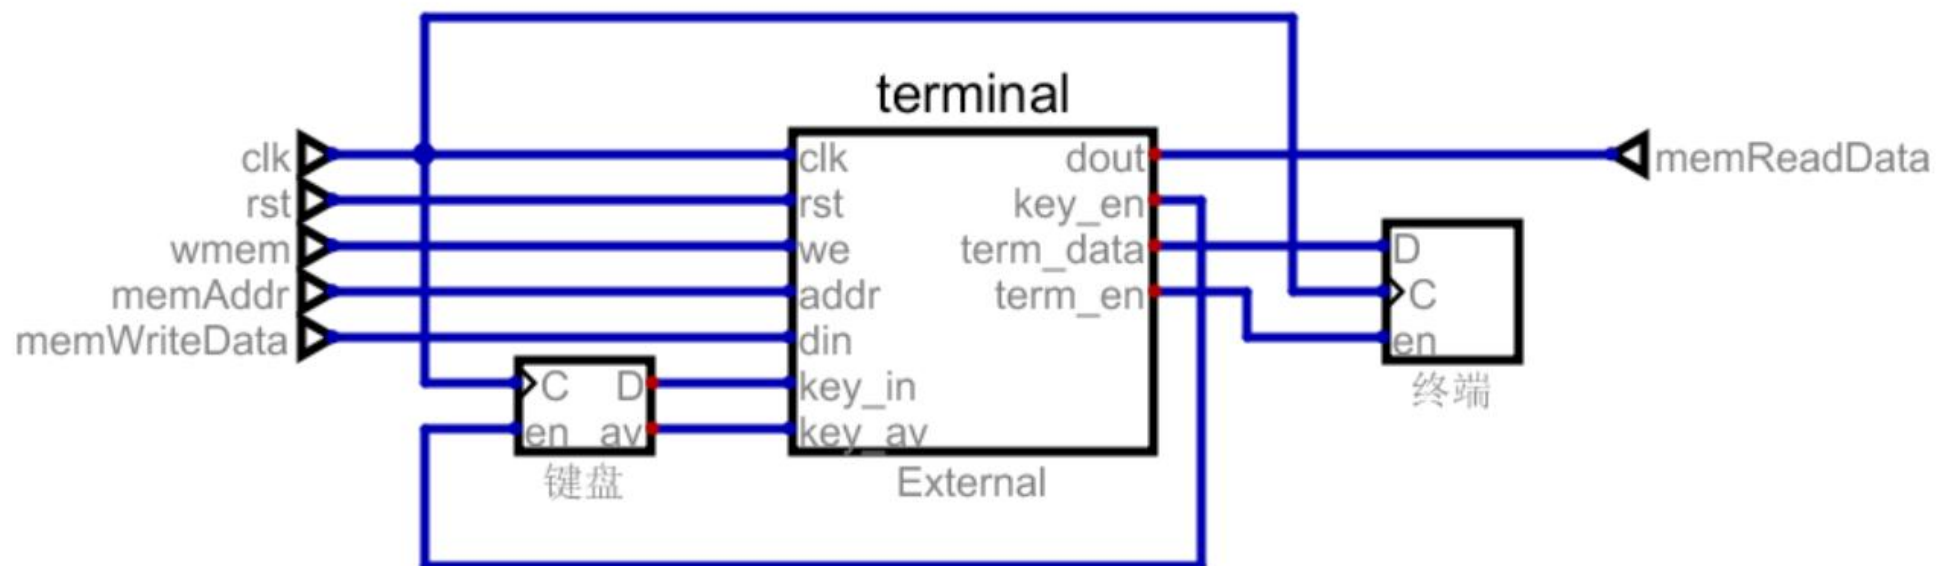 terminal
clk
rst
wmem
memAddr
memWriteData
clk
rst
we
addr
din
key_in
key_av
dout
key_en
term_data
term_en
External
C D
en av
键盘
D
C
en
终端
memReadData